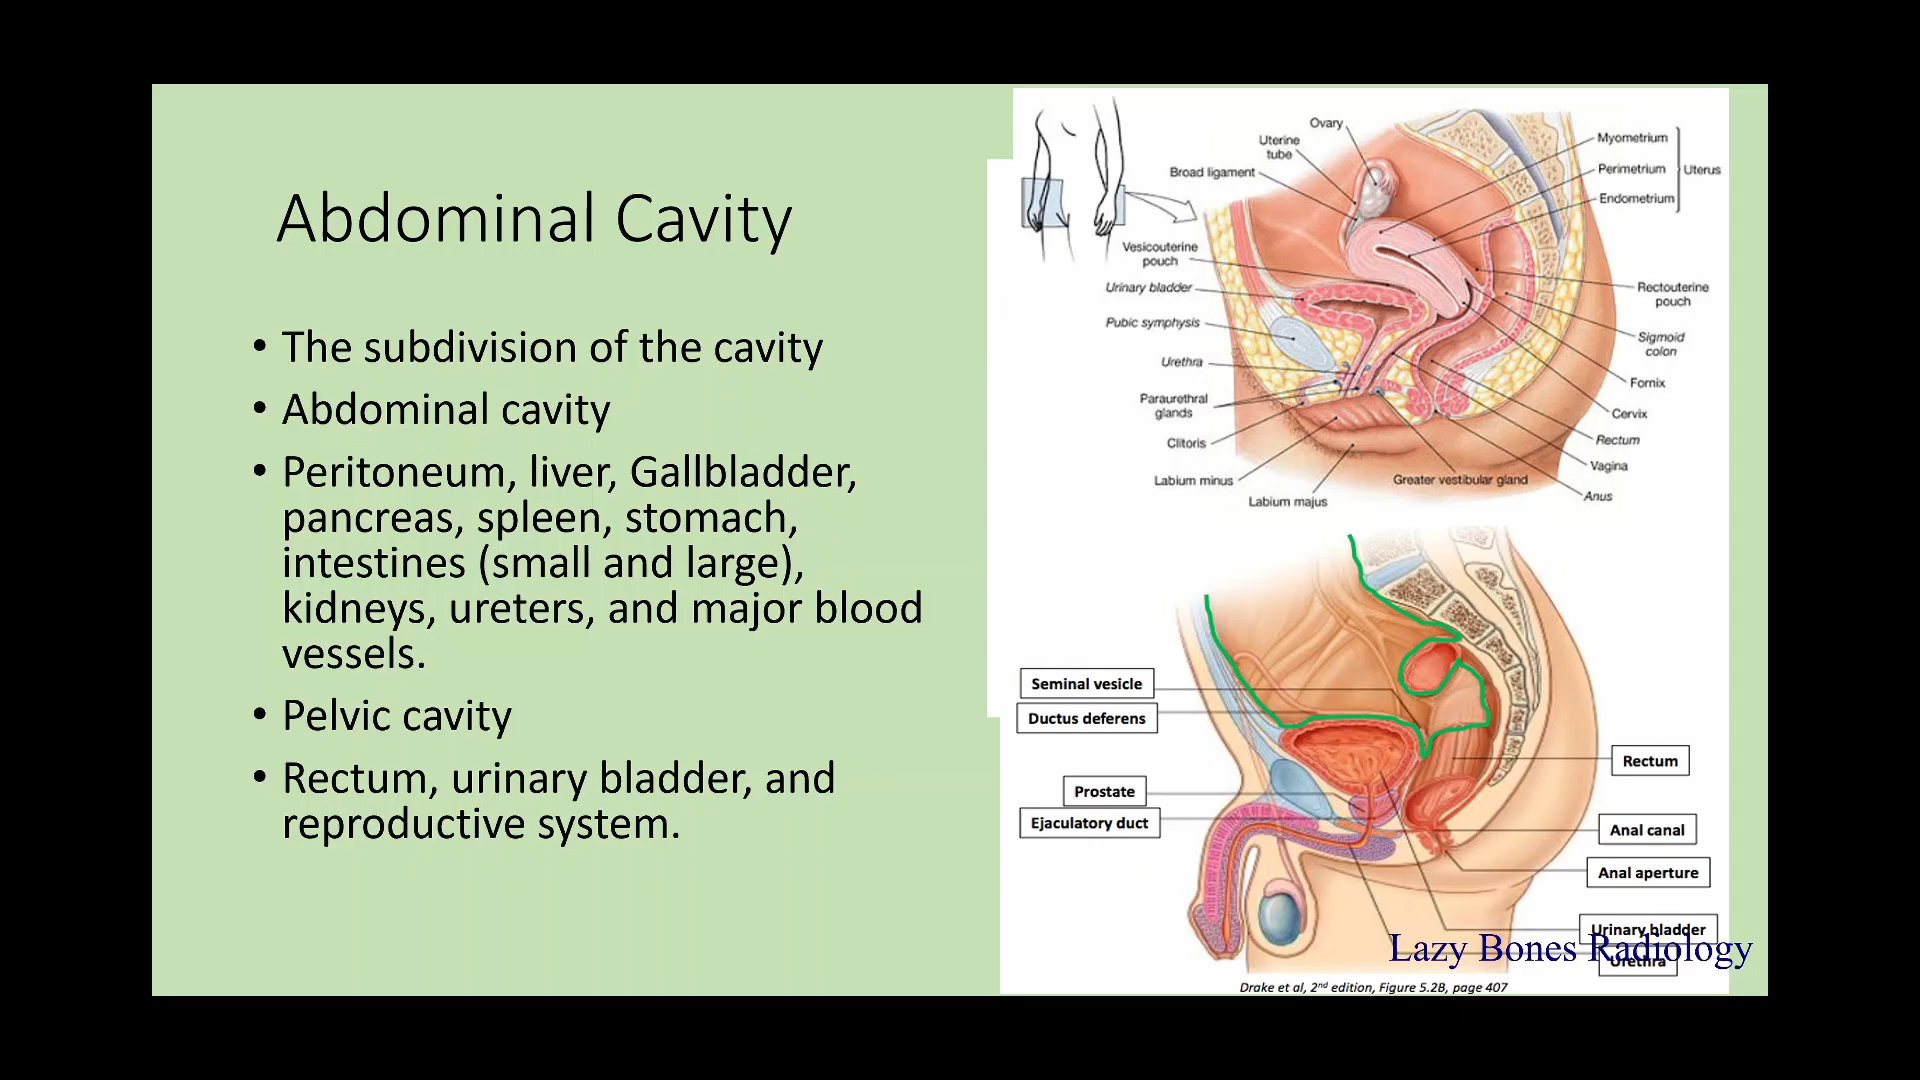 Abdominal Cavity
• The subdivision of the cavity
• Abdominal cavity
• Peritoneum, liver, Gallbladder,
pancreas, spleen, stomach,
intestines (small and large),
kidneys, ureters, and major blood
vessels.
• Pelvic cavity
• Rectum, urinary bladder, and
reproductive system.
Ovary
Uterine
tube
Broad ligament
Vesicouterine
pouch
Urinary bladder
Pubic symphysis
Urethra
Paraurethral
glands
Clitoris
Labium minus
Labium majus
Greater vestibular gland
Myometrium
Perimetrium
Uterus
Endometrium
Rectouterine
pouch
Sigmoid
colon
Fornix
Cervix
Rectum
Vagina
Anus
Seminal vesicle
Ductus deferens
Prostate
Ejaculatory duct
Rectum
Anal canal
Anal aperture
Urinary bladder
Lazy Bones Radiology
Urethra
Drake et al, 2nd edition, Figure 5.2B, page 407